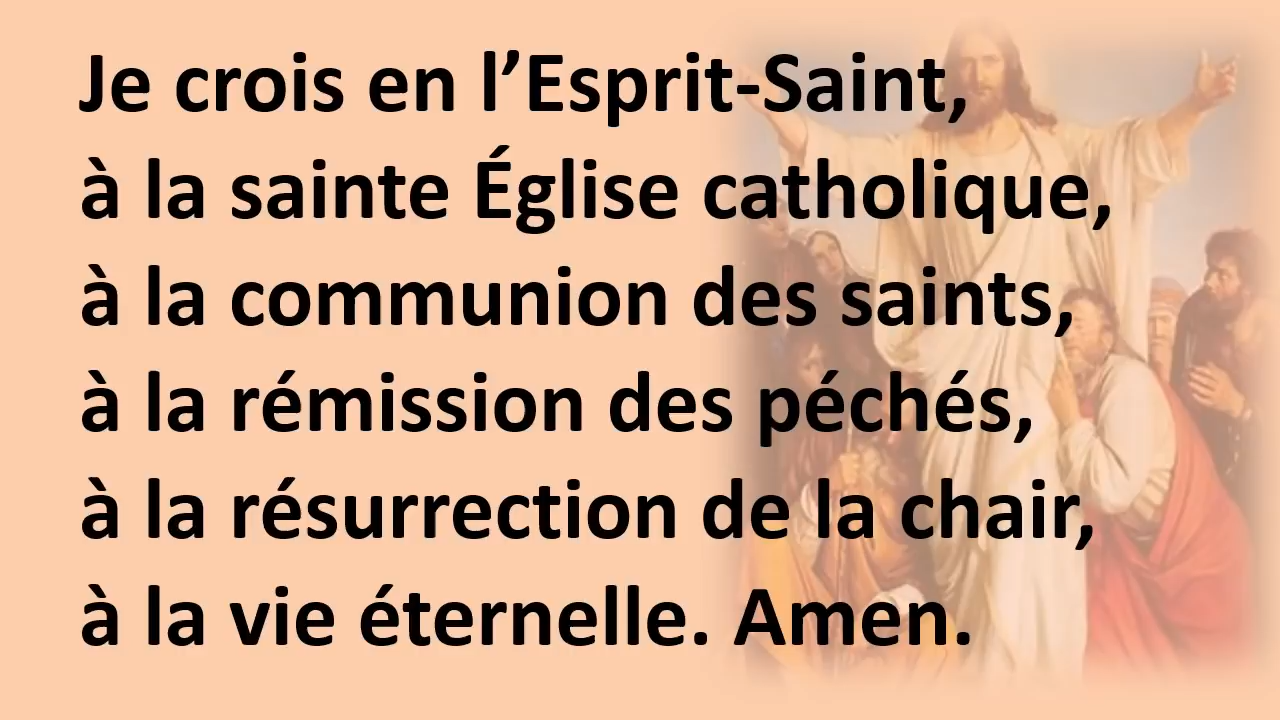 Je crois en l’Esprit-Saint,
à la sainte Église catholique,
à la communion des saints,
à la rémission des péchés,
à la résurrection de la chair,
à la vie éternelle. Amen.